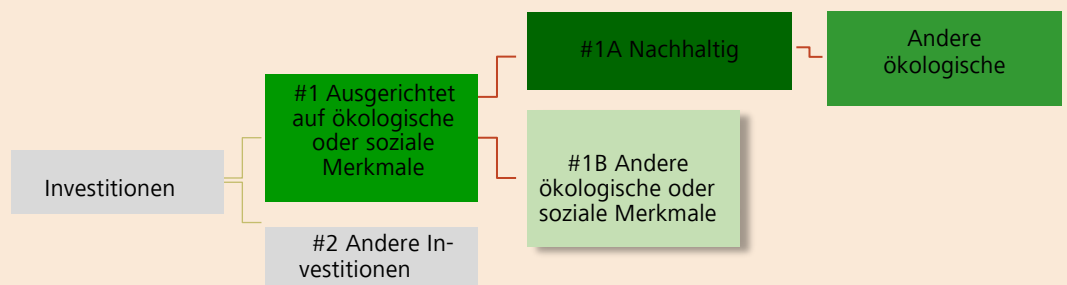 Investitionen
#1 Ausgerichtet
auf ökologische
oder soziale
Merkmale
#2 Andere In-
vestitionen
#1A Nachhaltig
#1B Andere
ökologische oder
soziale Merkmale
Andere
ökologische